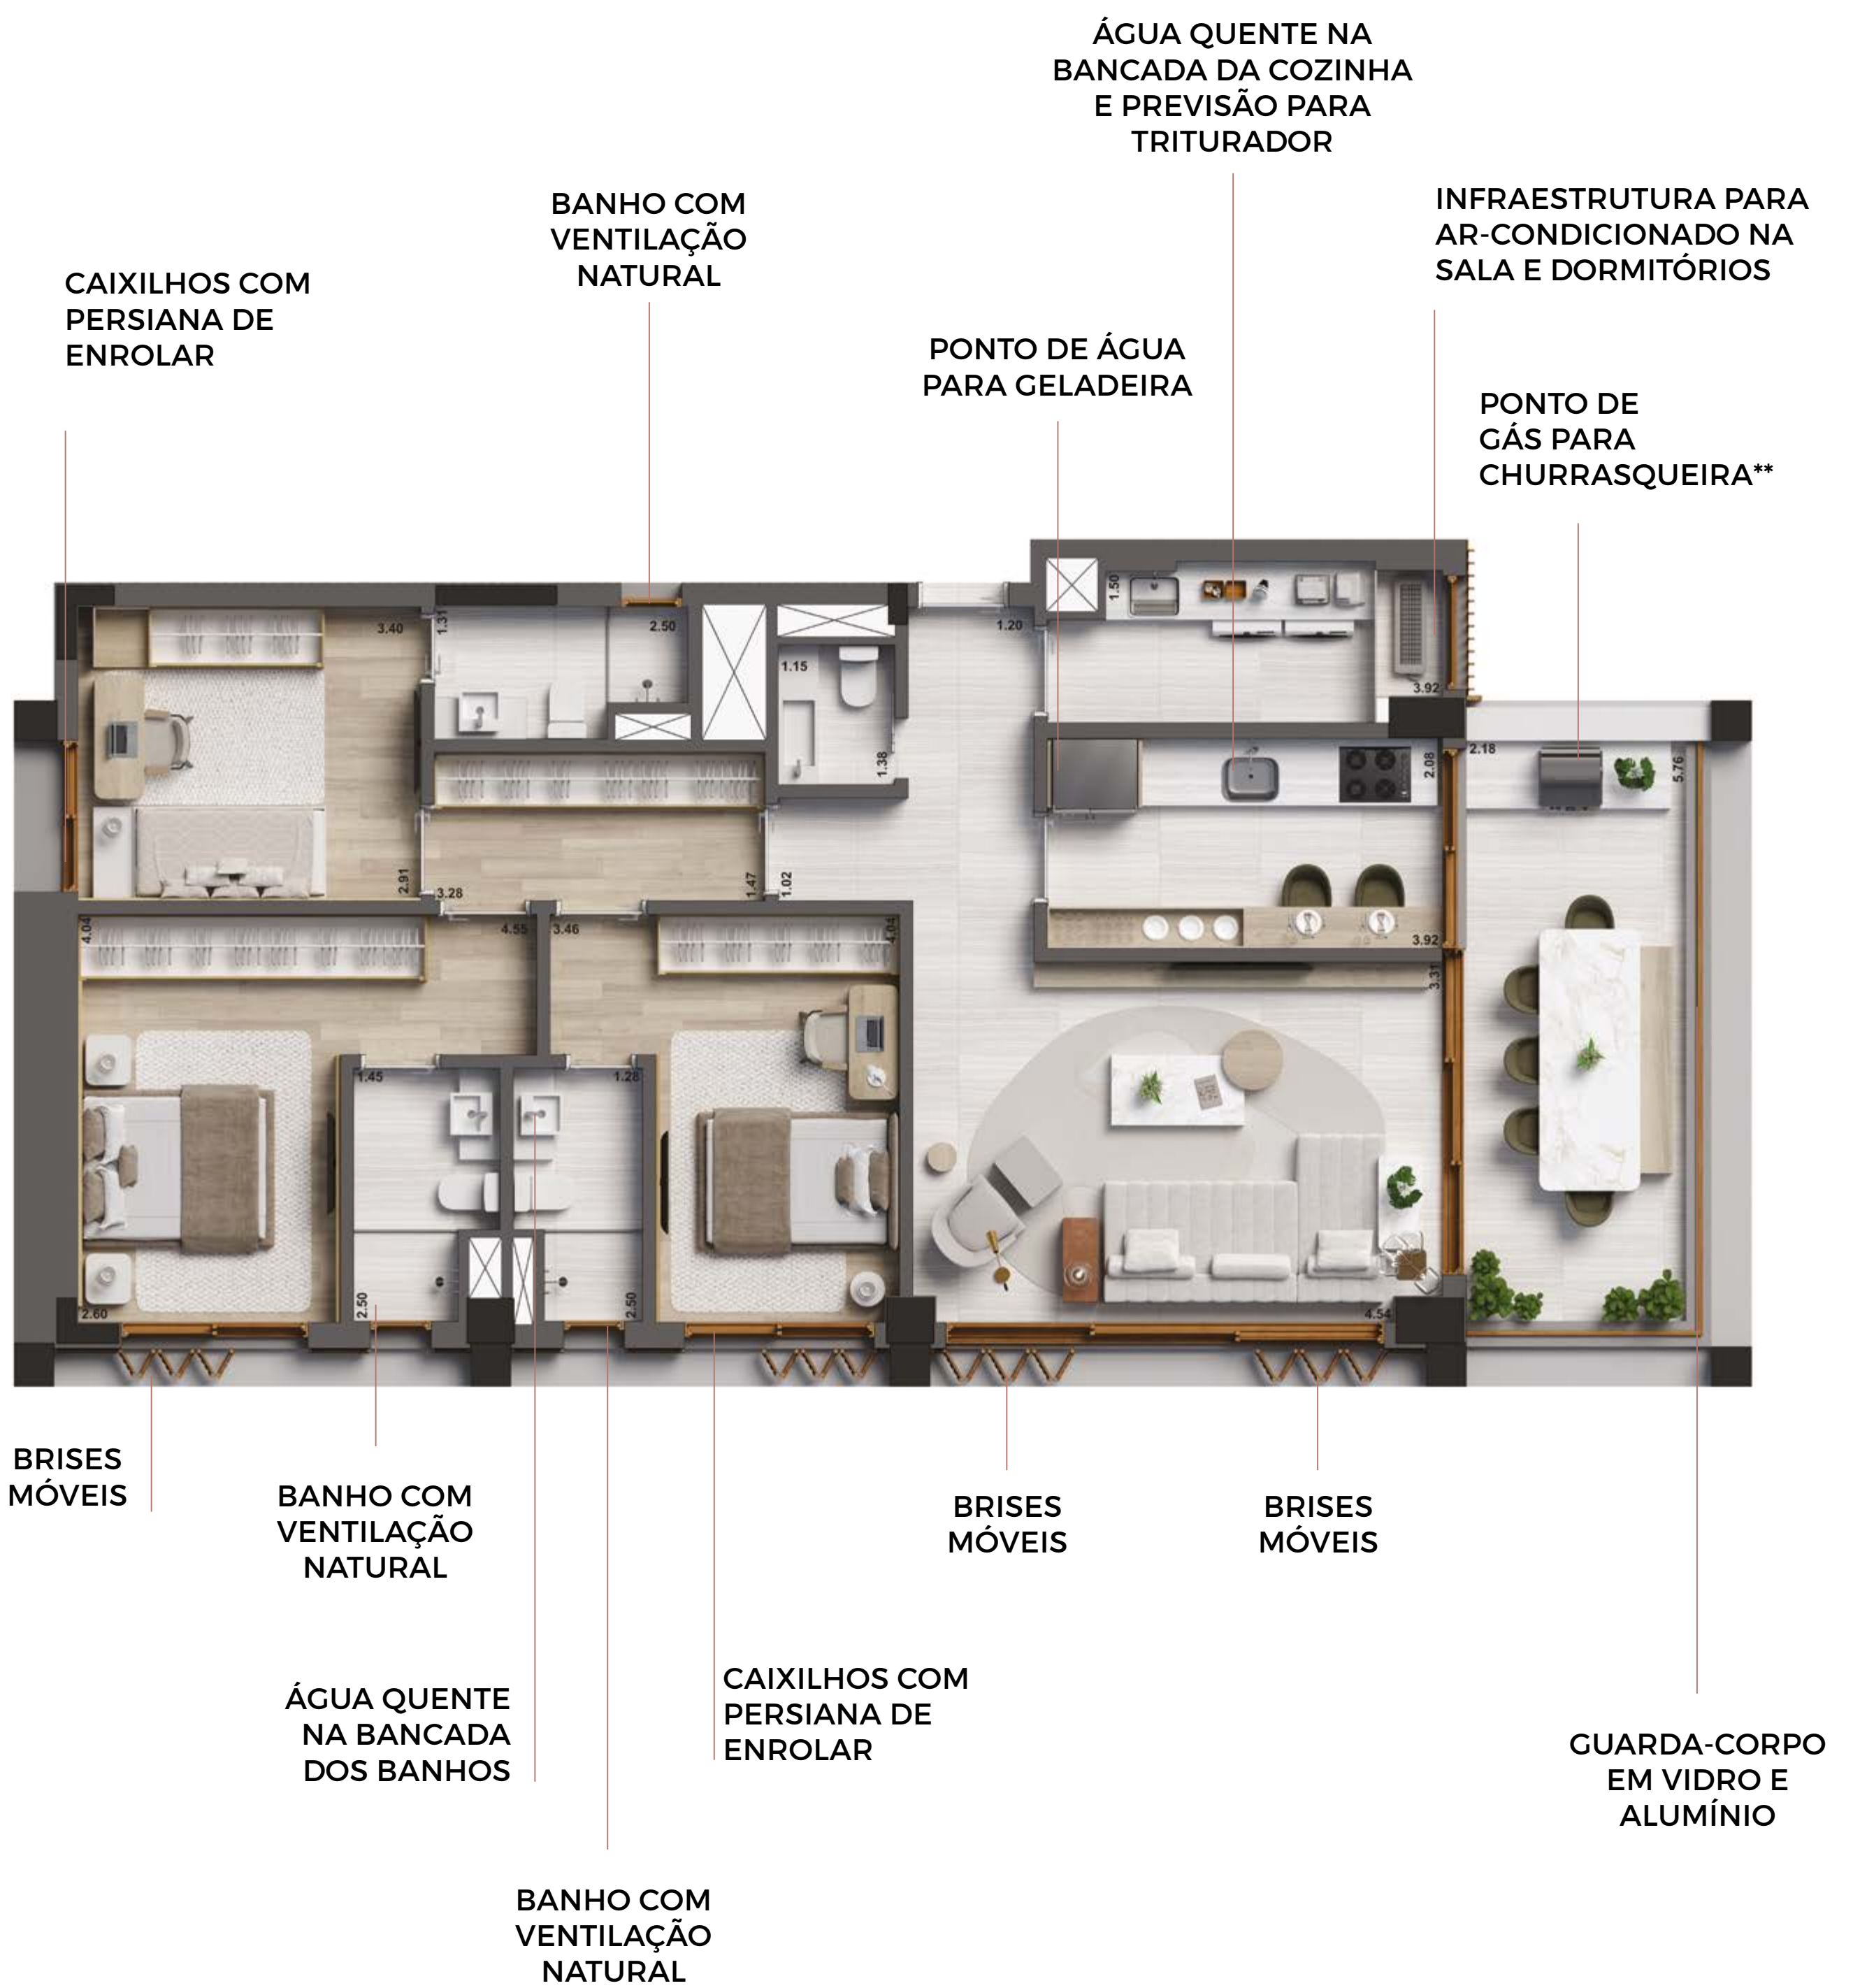 ÁGUA QUENTE NA
BANCADA DA COZINHA
E PREVISÃO PARA
TRITURADOR
BANHO COM
VENTILAÇÃO
NATURAL
INFRAESTRUTURA PARA
AR-CONDICIONADO NA
SALA E DORMITÓRIOS
CAIXILHOS COM
PERSIANA DE
ENROLAR
PONTO DE ÁGUA
PARA GELADEIRA
PONTO DE
GÁS PARA
CHURRASQUEIRA**
1.50
3.40
1.31
2.50
1.20
1.15
3.92
1.38
2.08
2.18
5.76
2.91
3.28
1.47
1.02
4.04
4.55
3.46
4.04
3.92
3.31
1.45
1.28
2.60
2.50
2.50
4.54
BRISES
MÓVEIS
BANHO COM
VENTILAÇÃO
NATURAL
BRISES
MÓVEIS
BRISES
MÓVEIS
ÁGUA QUENTE
NA BANCADA
DOS BANHOS
CAIXILHOS COM
PERSIANA DE
ENROLAR
GUARDA-CORPO
EM VIDRO E
ALUMÍNIO
BANHO COM
VENTILAÇÃO
NATURAL